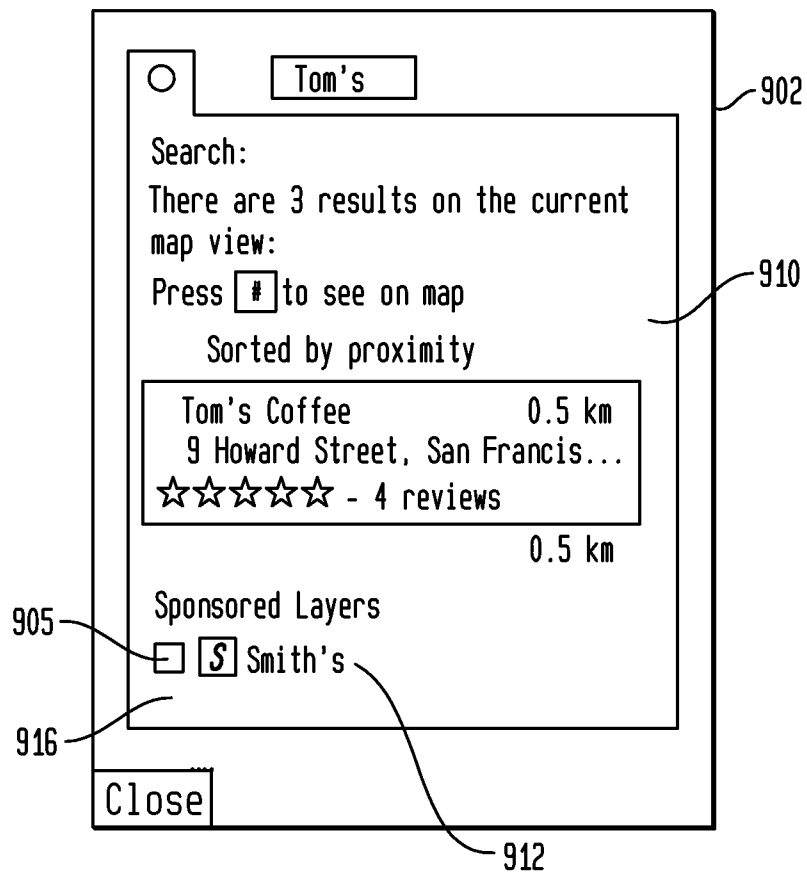 Tom's
902
Search:
There are 3 results on the current
map view:
Press # to see on map
910
Sorted by proximity
Tom's Coffee 0.5 km
9 Howard Street, San Francis...
☆☆☆☆☆ - 4 reviews
0.5 km
Sponsored Layers
905
S Smith's
916
Close
912